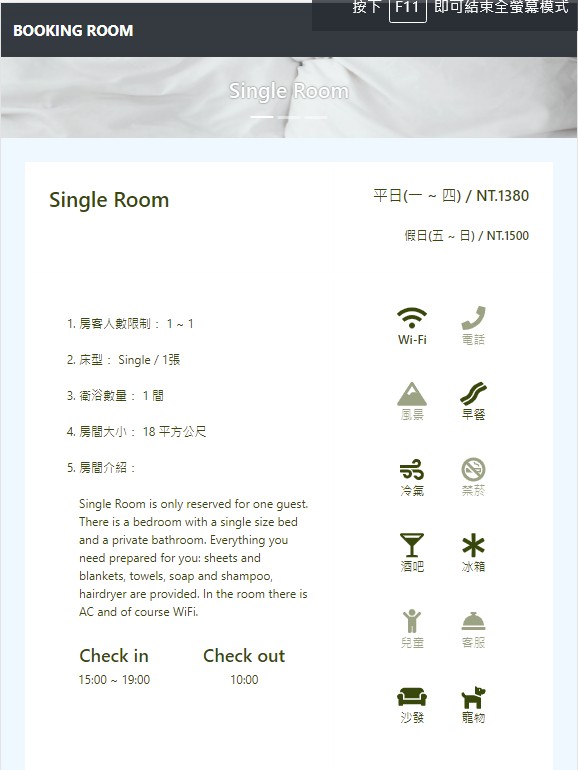 按下 F11 即可結束全螢幕模式
BOOKING ROOM
Single Room
Single Room
平日(一 ~ 四) / NT.1380
假日(五 ~ 日) / NT.1500
1. 房客人數限制： 1 ~ 1
2. 床型： Single / 1張
3. 衛浴數量： 1 間
4. 房間大小： 18 平方公尺
5. 房間介紹：
Single Room is only reserved for one guest.
There is a bedroom with a single size bed
and a private bathroom. Everything you
need prepared for you: sheets and
blankets, towels, soap and shampoo,
hairdryer are provided. In the room there is
AC and of course WiFi.
Check in
Check out
15:00 ~ 19:00
10:00
Wi-Fi
電話
風景
早餐
冷氣
禁菸
酒吧
冰箱
兒童
客服
沙發
寵物